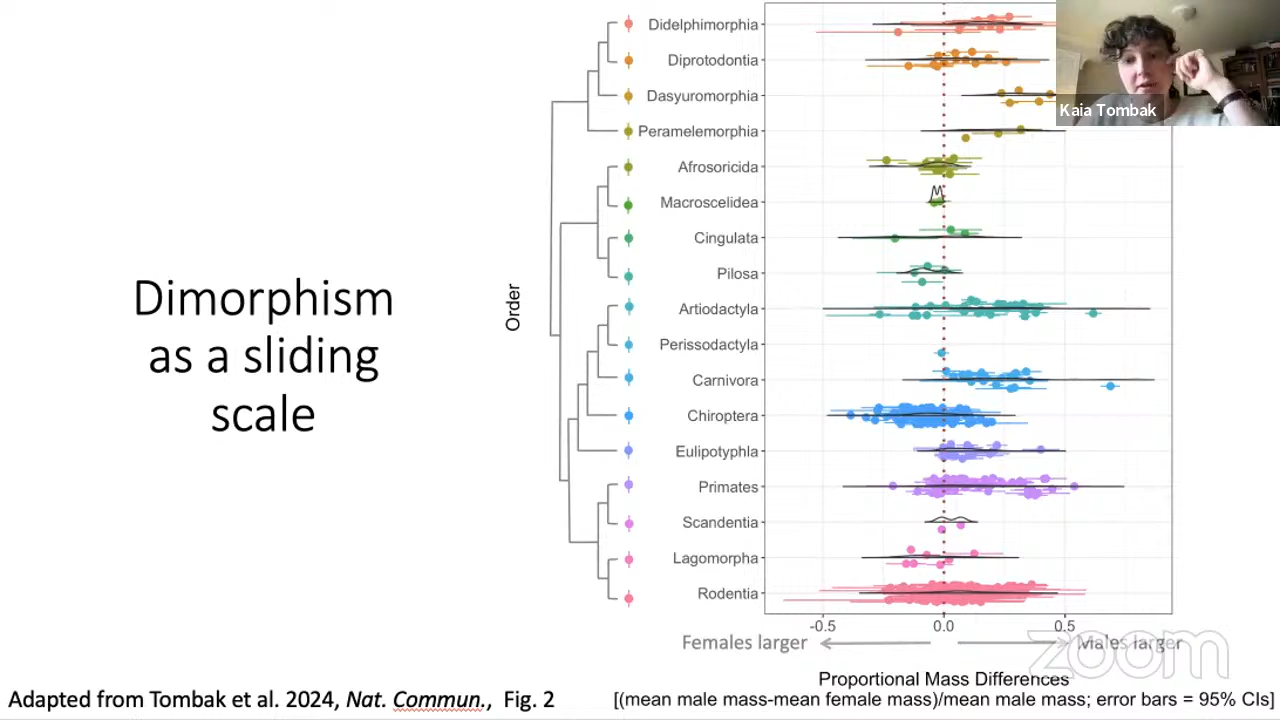 Dimorphism
as a sliding
scale
Order
Didelphimorphia
Diprotodontia
Dasyuromorphia
Peramelemorphia
Afrosoricida
Macroscelidea
Cingulata
Pilosa
Artiodactyla
Perissodactyla
Carnivora
Chiroptera
Eulipotyphla
Primates
Scandentia
Lagomorpha
Rodentia
Kaia Tombak
-0.5 0.0 0.5
Females larger Males larger
zoom
Proportional Mass Differences
[(mean male mass-mean female mass)/mean male mass; error bars = 95% CIs]
Adapted from Tombak et al. 2024, Nat. Commun., Fig. 2